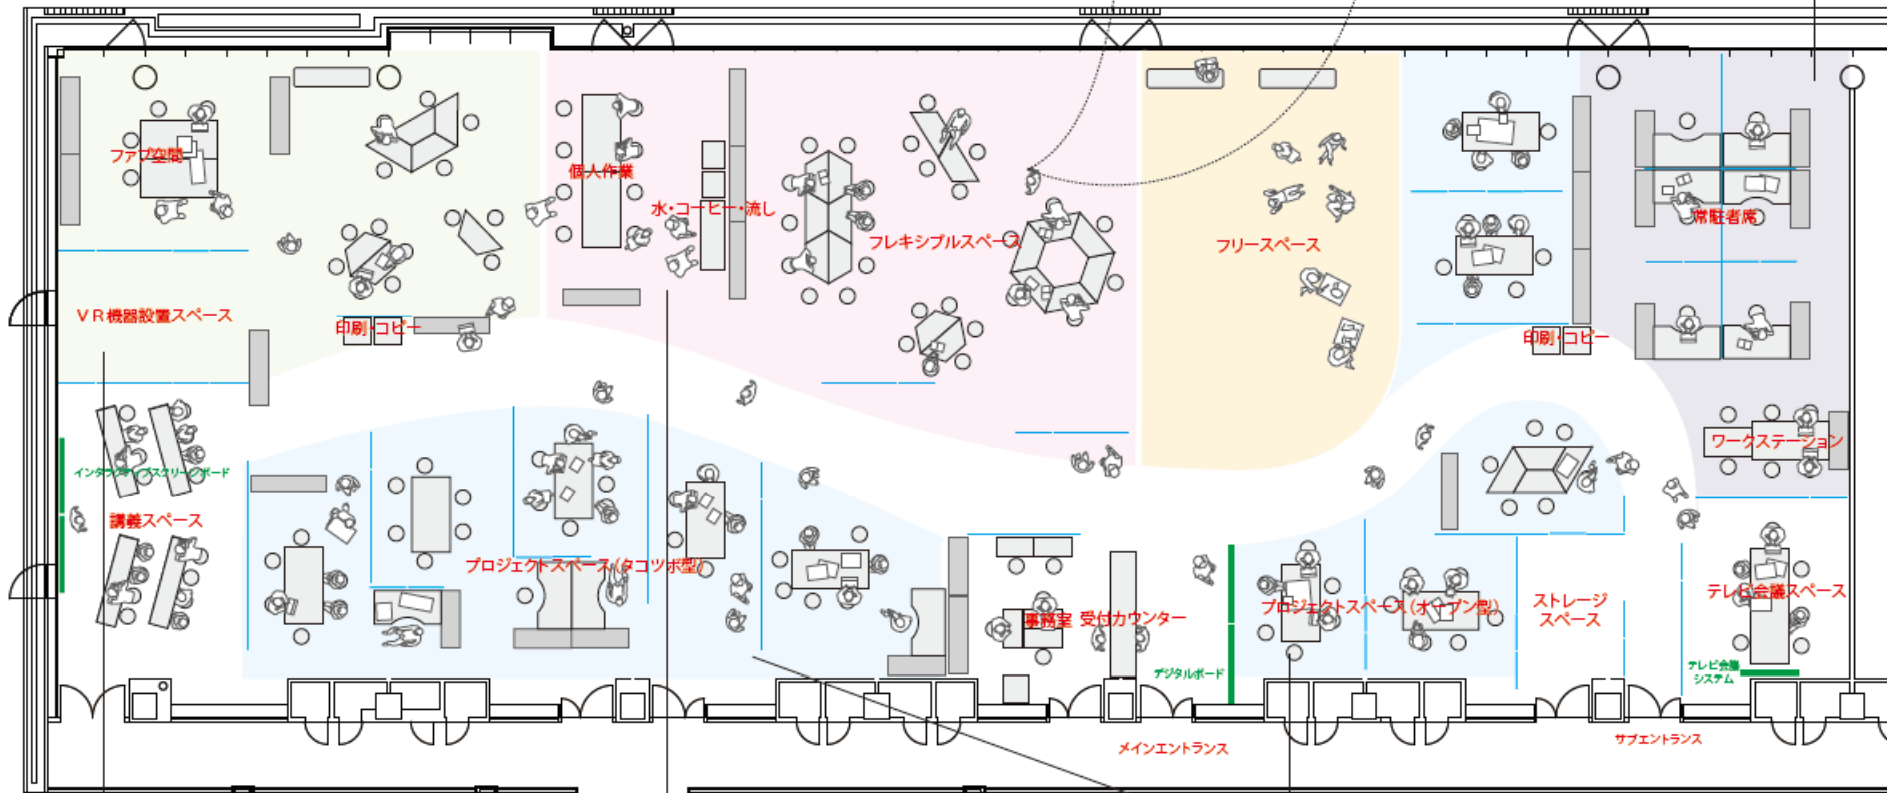 ファブ空間
個人作業
水・コーヒー・流し
フレキシブルスペース
フリースペース
常駐者席
VR機器設置スペース
印刷・コピー
印刷・コピー
ワークステーション
インタラクティブスクリーンボード
講義スペース
プロジェクトスペース(タコツボ型)
事務室
受付カウンター
プロジェクトスペース(オープン型)
ストレージ
スペース
テレビ会議スペース
デジタルボード
テレビ会議
システム
メインエントランス
サブエントランス